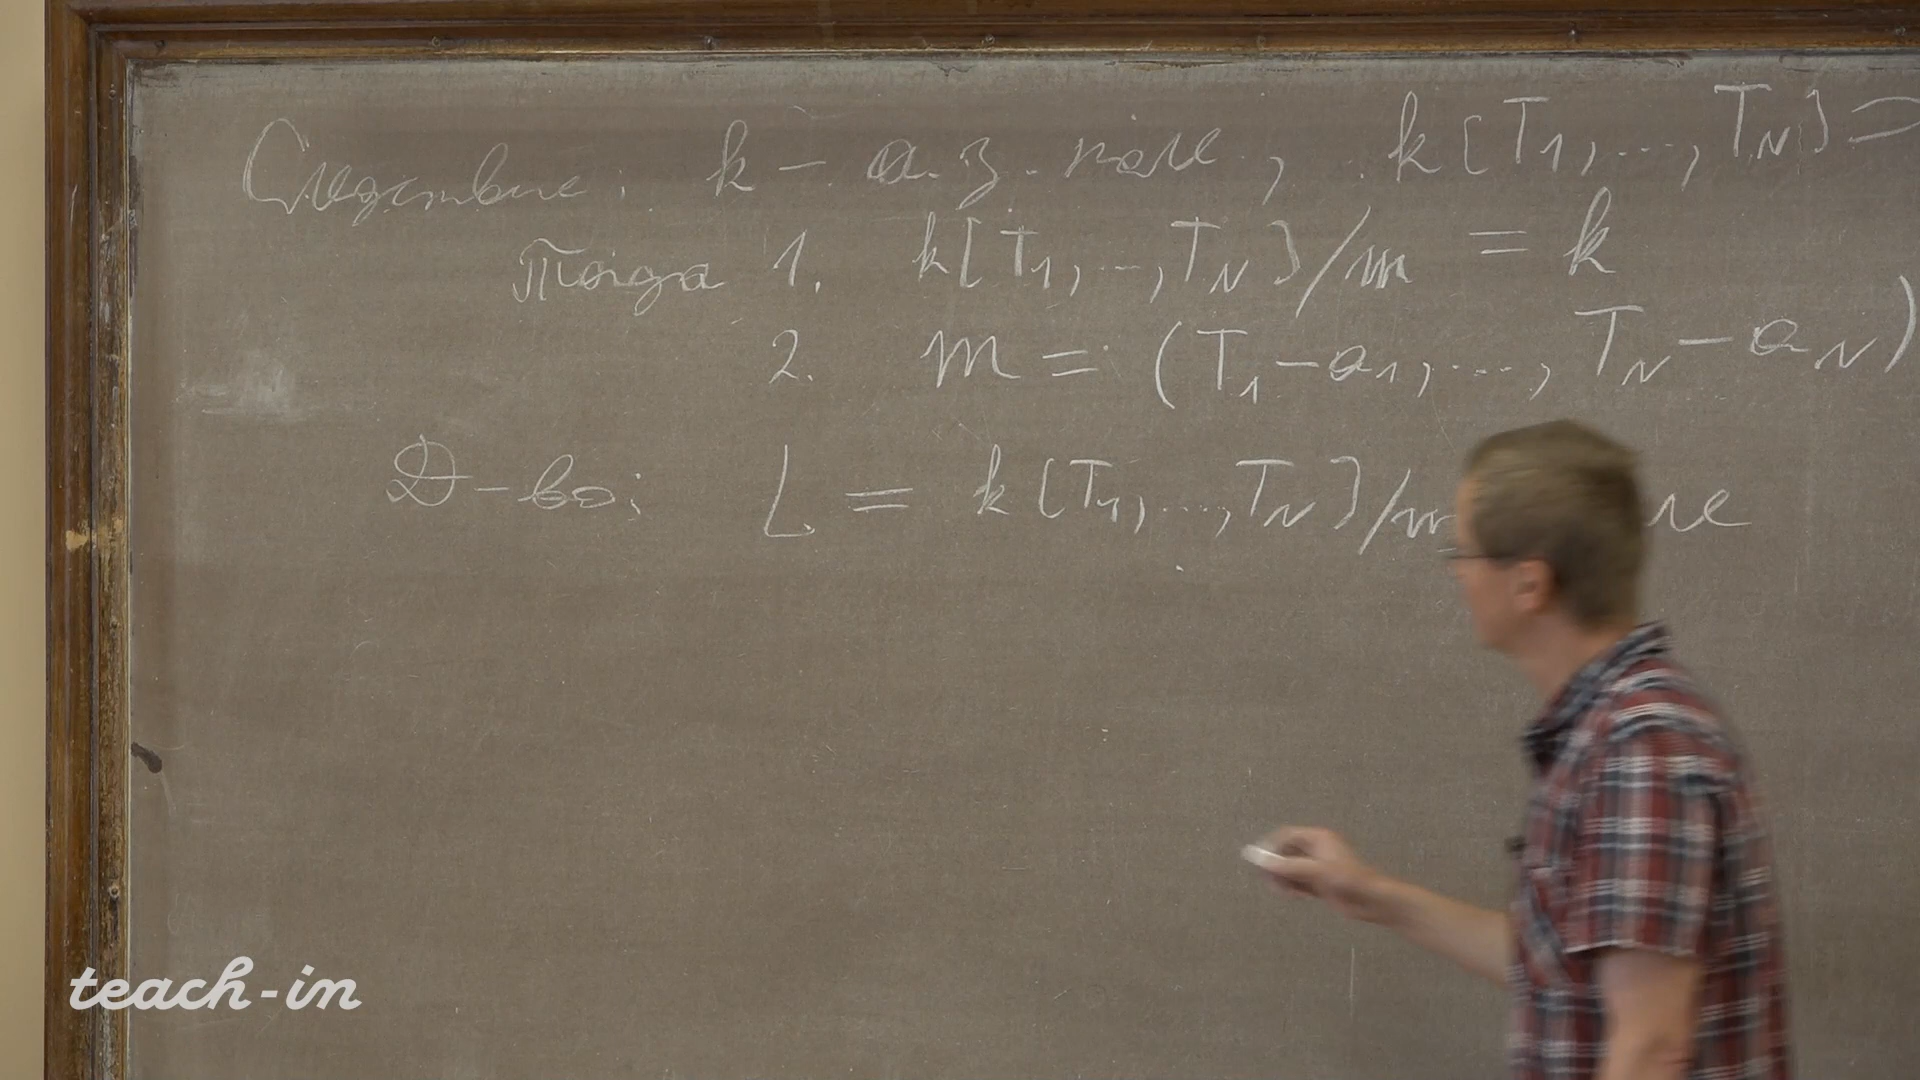 Следствие: k - а.з. поле, k[T₁,...,T_N] ⊃
Тогда 1. k[T₁,...,T_N]/m = k
2. m = (T₁-a₁,...,T_N-a_N)
Д-во: L = k[T₁,...,T_N]/m
teach-in